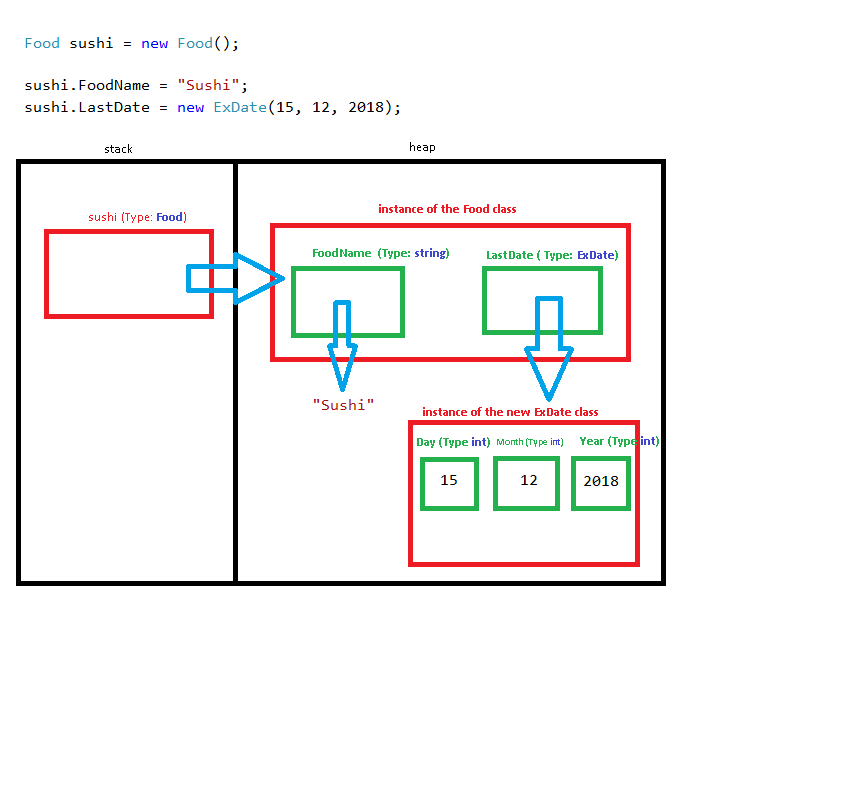 Food sushi = new Food();
sushi.FoodName = "Sushi";
sushi.LastDate = new ExDate(15, 12, 2018);
stack
heap
sushi (Type: Food)
instance of the Food class
FoodName (Type: string)
LastDate ( Type: ExDate)
"Sushi"
instance of the new ExDate class
Day (Type int)
Month (Type int)
Year (Type int)
15
12
2018